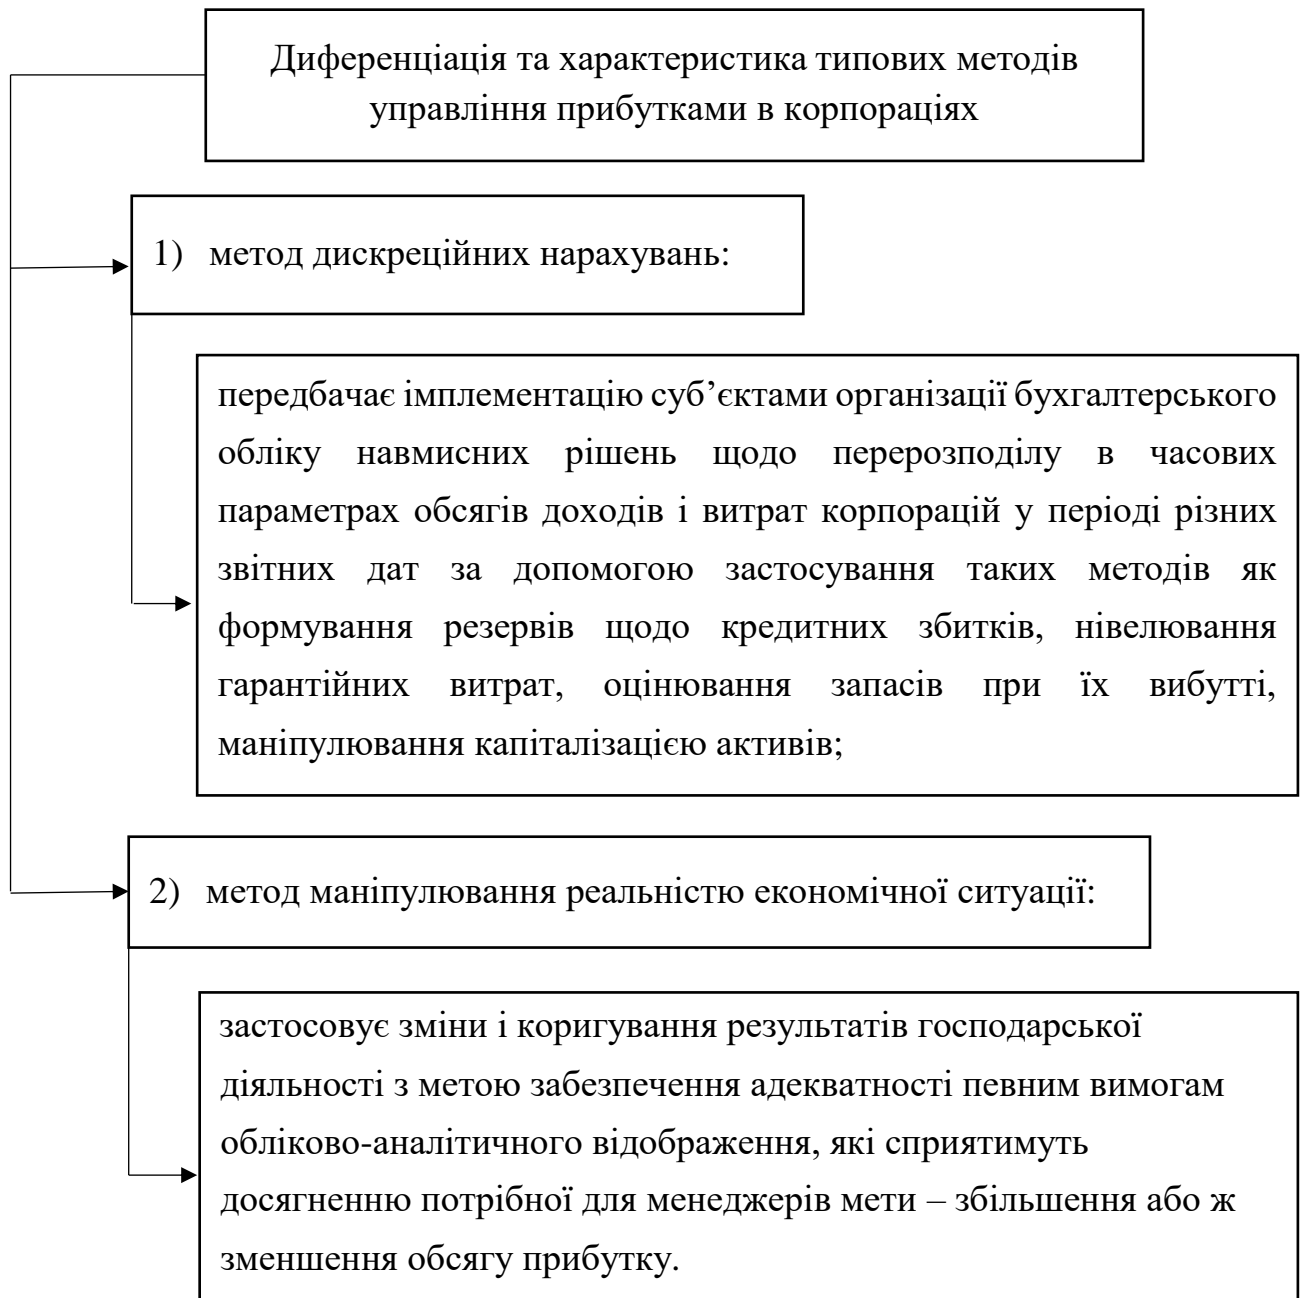 Диференціація та характеристика типових методів
управління прибутками в корпораціях
1) метод дискреційних нарахувань:
передбачає імплементацію суб’єктами організації бухгалтерського
обліку навмисних рішень щодо перерозподілу в часових
параметрах обсягів доходів і витрат корпорацій у періоді різних
звітних дат за допомогою застосування таких методів як
формування резервів щодо кредитних збитків, нівелювання
гарантійних витрат, оцінювання запасів при їх вибутті,
маніпулювання капіталізацією активів;
2) метод маніпулювання реальністю економічної ситуації:
застосовує зміни і коригування результатів господарської
діяльності з метою забезпечення адекватності певним вимогам
обліково-аналітичного відображення, які сприятимуть
досягненню потрібної для менеджерів мети – збільшення або ж
зменшення обсягу прибутку.